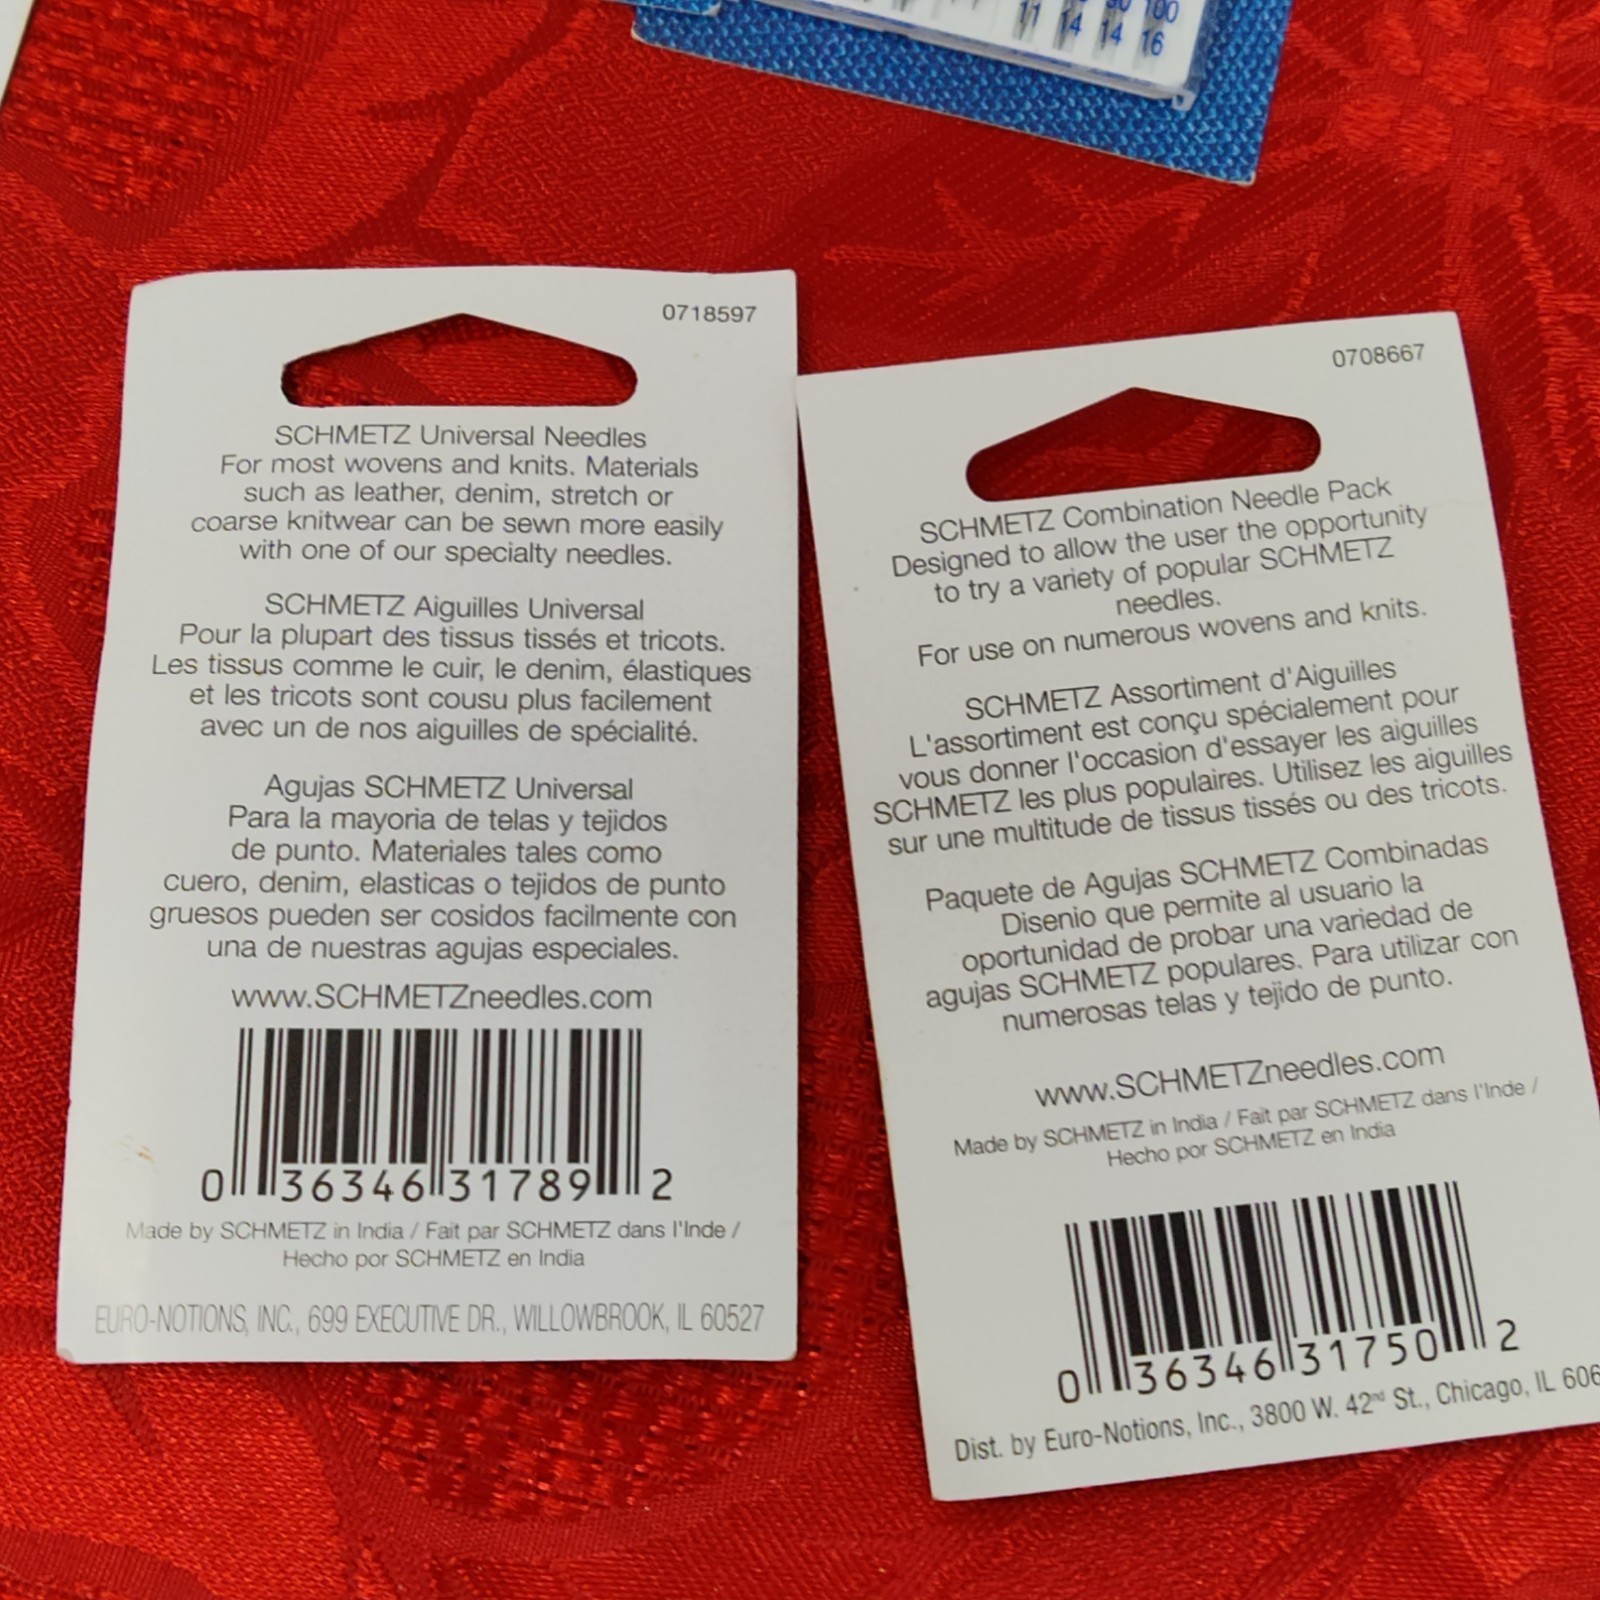 100
11 14 14 16
0718597
SCHMETZ Universal Needles
For most wovens and knits. Materials
such as leather, denim, stretch or
coarse knitwear can be sewn more easily
with one of our specialty needles.
SCHMETZ Aiguilles Universal
Pour la plupart des tissus tissés et tricots.
Les tissus comme le cuir, le denim, élastiques
et les tricots sont cousu plus facilement
avec un de nos aiguilles de spécialité.
Agujas SCHMETZ Universal
Para la mayoria de telas y tejidos
de punto. Materiales tales como
cuero, denim, elasticas o tejidos de punto
gruesos pueden ser cosidos facilmente con
una de nuestras agujas especiales.
www.SCHMETZneedles.com
0 36346 31789 2
Made by SCHMETZ in India / Fait par SCHMETZ dans l'Inde /
Hecho por SCHMETZ en India
EURO-NOTIONS, INC., 699 EXECUTIVE DR., WILLOWBROOK, IL 60527
0708667
SCHMETZ Combination Needle Pack
Designed to allow the user the opportunity
to try a variety of popular SCHMETZ
needles.
For use on numerous wovens and knits.
SCHMETZ Assortiment d'Aiguilles
L'assortiment est conçu spécialement pour
vous donner l'occasion d'essayer les aiguilles
SCHMETZ les plus populaires. Utilisez les aiguilles
sur une multitude de tissus tissés ou des tricots.
Paquete de Agujas SCHMETZ Combinadas
Disenio que permite al usuario la
oportunidad de probar una variedad de
agujas SCHMETZ populares. Para utilizar con
numerosas telas y tejido de punto.
www.SCHMETZneedles.com
Made by SCHMETZ in India / Fait par SCHMETZ dans l'Inde /
Hecho por SCHMETZ en India
0 36346 31750 2
Dist. by Euro-Notions, Inc., 3800 W. 42nd St., Chicago, IL 606